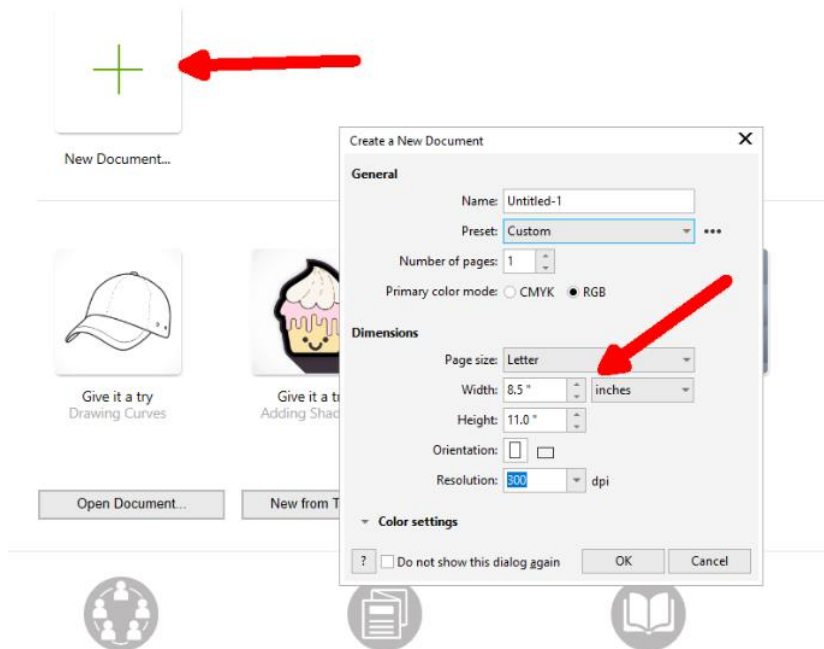 New Document...
Create a New Document
General
Name: Untitled-1
Preset: Custom
Number of pages: 1
Primary color mode: CMYK RGB
Dimensions
Page size: Letter
Width: 8.5 " inches
Height: 11.0 "
Orientation:
Resolution: 300 dpi
Color settings
? Do not show this dialog again OK Cancel
Give it a try
Drawing Curves
Give it a
Adding
Open Document...
New from